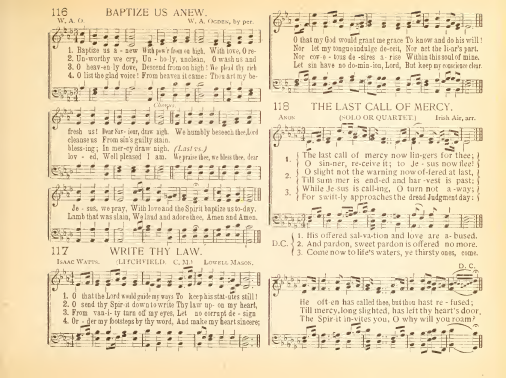 116 BAPTIZE US ANEW.
W. A. O. W. A. OGDEN, by per.
1. Baptize us a - new With power from on high, With love, O re-
2. Un-worthy we cry, Un - ho - ly, unclean, O wash us and
3. O heav-en ly dove, Descend from on high! We plead thy rich
4. O list the glad voice! From heaven it came: Thou art my be-
Chorus.
fresh us! Dear Saviour, draw nigh. We humbly beseech thee, Lord
cleanse us From sin's guilty stain.
bless-ing; In mercy draw nigh. (Last vs.)
lov - ed, Well pleased I am. We praise thee, we bless thee, dear
Je - sus, we pray, With love and the Spirit baptize us to-day.
Lamb that was slain, We laud and adore thee, Amen and Amen.
117 WRITE THY LAW.
ISAAC WATTS. (LITCHFIELD. C. M.) LOWELL MASON.
1. O that the Lord would guide my ways To keep his statutes still!
2. O send thy Spir-it down to write Thy law up- on my heart,
3. From van-i-ty turn off my eyes, Let no corrupt de - sign
4. Or - der my footsteps by thy word, And make my heart sincere;
O that my God would grant me grace To know and do his will!
Nor let my tongue indulge de-ceit, Nor act the li-ar's part.
Nor cov - e - tous de - sires a - rise Within this soul of mine.
Let sin have no do-min-ion, Lord, But keep my conscience clear.
118 THE LAST CALL OF MERCY.
ANON (SOLO OR QUARTET.) Irish Air, arr.
1. The last call of mercy now lingers for thee;
O sin-ner, re-ceive it; to Je - sus now flee!
2. O slight not the warning now of-fered at last,
Till sum mer is end-ed and har-vest is past;
3. While Je-sus is call-ing, O turn not a - way;
For swift-ly approaches the dread Judgment day;
1. His offered sal-va-tion and love are a-bused.
D.C. 2. And pardon, sweet pardon is offered no more.
3. Come now to life's waters, ye thirsty ones, come.
D. C.
He oft-en has called thee, but thou hast re - fused;
Till mercy, long slighted, has left thy heart's door,
The Spir-it in-vites you, O why will you roam?